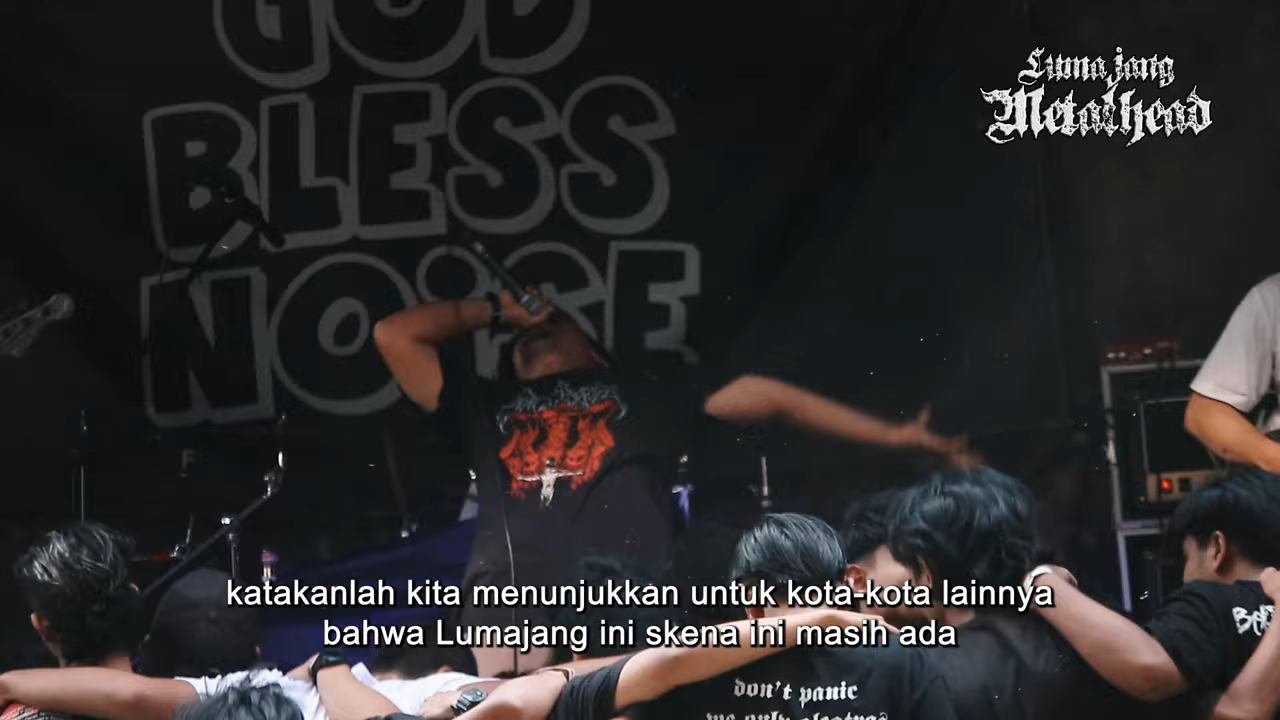 GOD
BLESS
NOiSE
Lumajang
Metalhead
katakanlah kita menunjukkan untuk kota-kota lainnya
bahwa Lumajang ini skena ini masih ada
don't panic